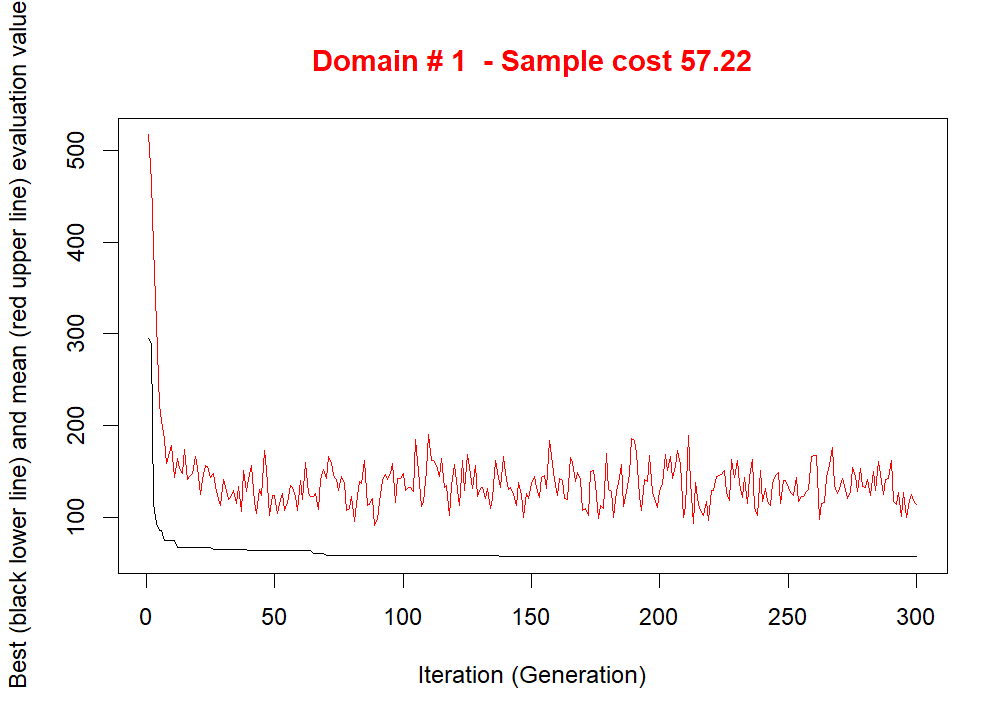 Domain # 1  - Sample cost 57.22
Best (black lower line) and mean (red upper line) evaluation value
500
400
300
200
100
0 50 100 150 200 250 300
Iteration (Generation)